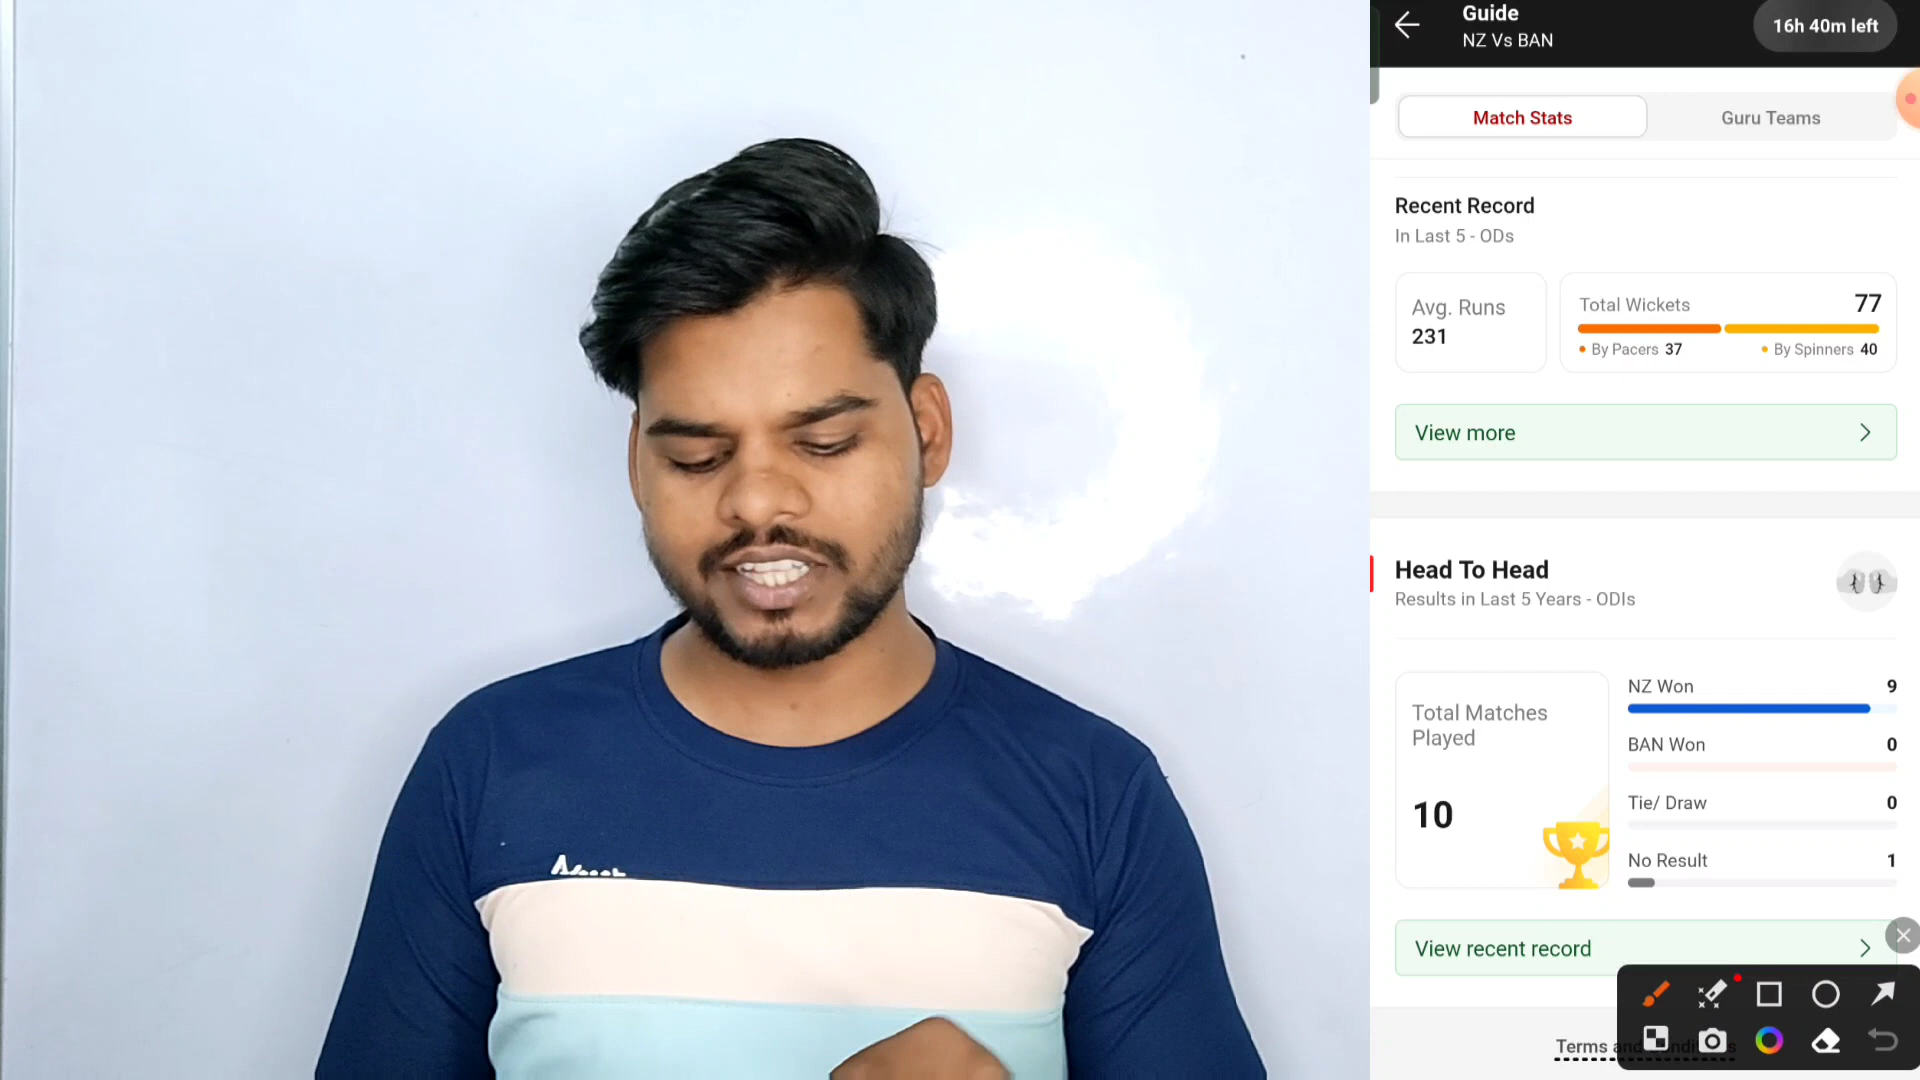 Guide
NZ Vs BAN
16h 40m left
Match Stats
Guru Teams
Recent Record
In Last 5 - ODs
Avg. Runs
231
Total Wickets 77
By Pacers 37
By Spinners 40
View more
Head To Head
Results in Last 5 Years - ODIs
Total Matches
Played
10
NZ Won 9
BAN Won 0
Tie/ Draw 0
No Result 1
View recent record
Terms